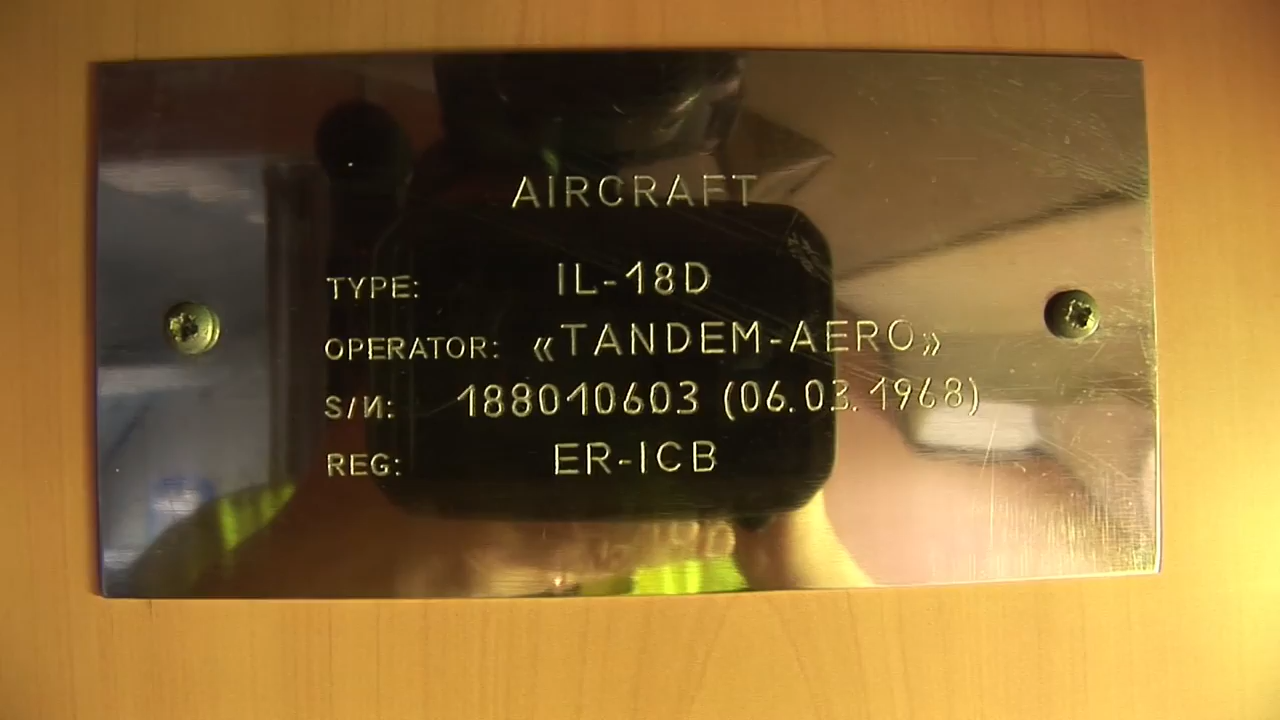 AIRCRAFT
TYPE: IL-18D
OPERATOR: «TANDEM-AERO»
S/И: 188010603 (06.03.1968)
REG: ER-ICB